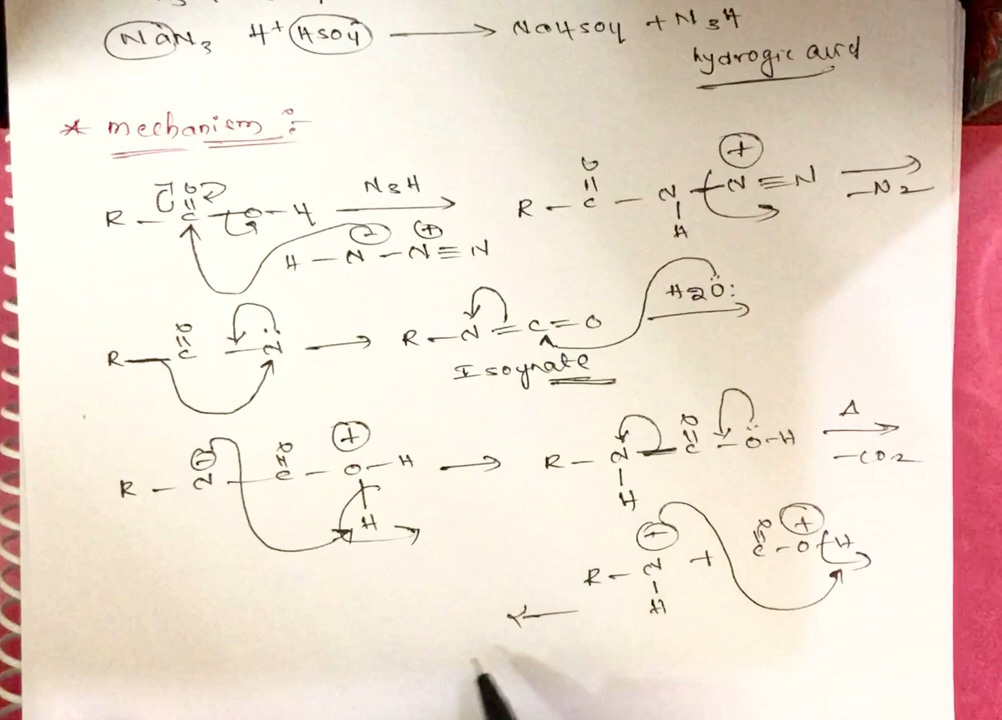 NaN3 H+ HSO4 → NaHSO4 + N3H
hydrogic acid
* mechanism :-
R - C - O - H N3H → R - C - N - N ≡ N → -N2
O O H +
H - N - N ≡ N
- +
R - C - N: → R - N = C = O H2O: →
O
Isoynate
R - N - C - O - H → R - N - C - O - H Δ → -CO2
O + H H O
R - N + C - O - H
H O +
←